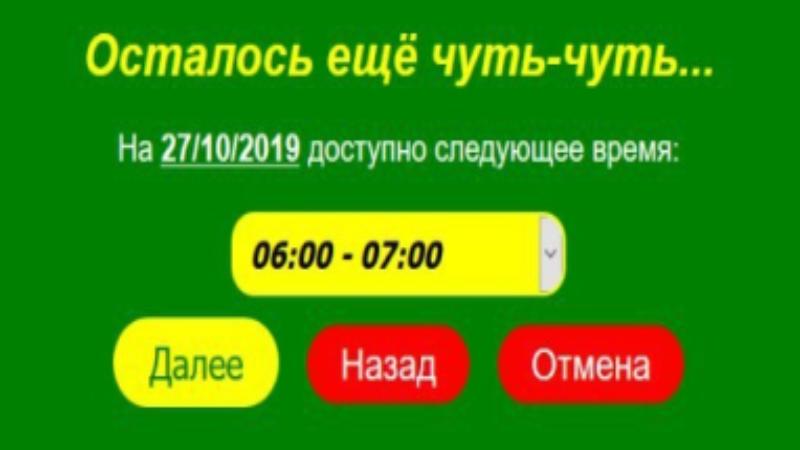 Осталось ещё чуть-чуть...
На 27/10/2019 доступно следующее время:
06:00 - 07:00
Далее Назад Отмена